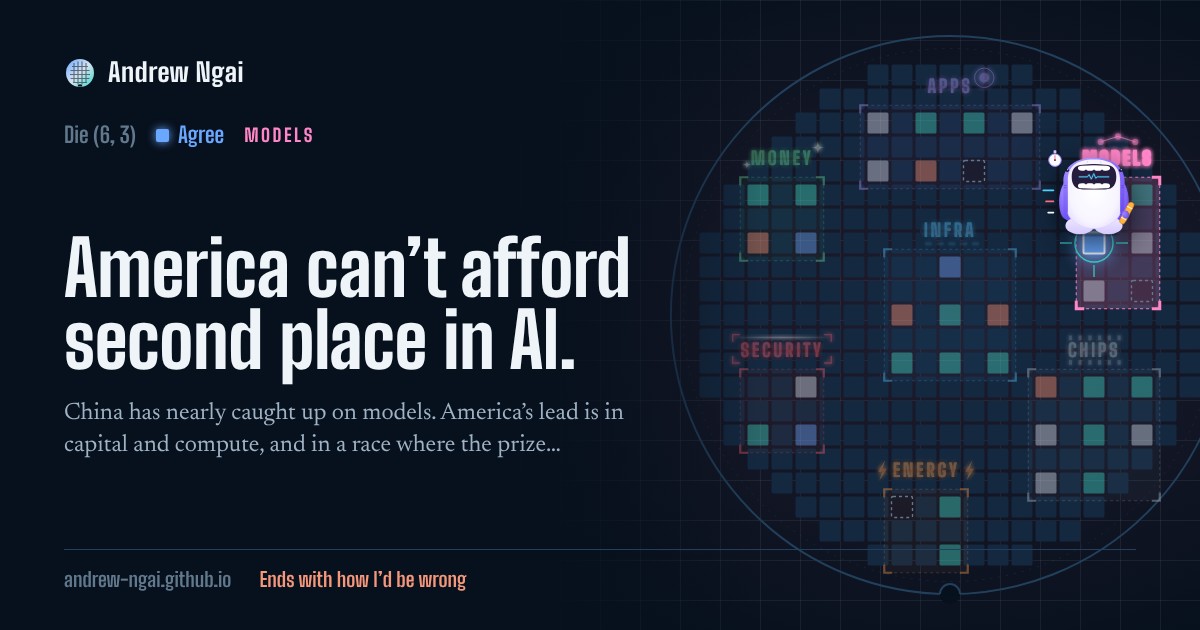 Andrew Ngai
Die (6, 3) Agree MODELS
America can’t afford
second place in AI.
China has nearly caught up on models. America’s lead is in
capital and compute, and in a race where the prize...
andrew-ngai.github.io Ends with how I’d be wrong
APPS
MONEY
MODELS
INFRA
SECURITY
CHIPS
ENERGY